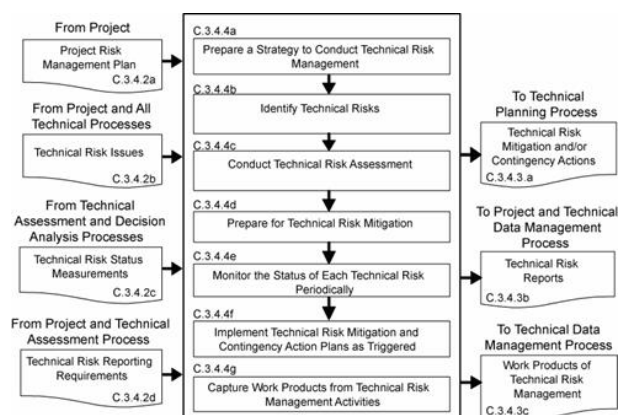 From Project
Project Risk
Management Plan
C.3.4.2a
From Project and All
Technical Processes
Technical Risk Issues
C.3.4.2b
From Technical
Assessment and Decision
Analysis Processes
Technical Risk Status
Measurements
C.3.4.2c
From Project and Technical
Assessment Process
Technical Risk Reporting
Requirements
C.3.4.2d
C.3.4.4a
Prepare a Strategy to Conduct Technical Risk
Management
C.3.4.4b
Identify Technical Risks
C.3.4.4c
Conduct Technical Risk Assessment
C.3.4.4d
Prepare for Technical Risk Mitigation
C.3.4.4e
Monitor the Status of Each Technical Risk
Periodically
C.3.4.4f
Implement Technical Risk Mitigation and
Contingency Action Plans as Triggered
C.3.4.4g
Capture Work Products from Technical Risk
Management Activities
To Technical
Planning Process
Technical Risk
Mitigation and/or
Contingency Actions
C.3.4.3.a
To Project and Technical
Data Management
Process
Technical Risk
Reports
C.3.4.3b
To Technical Data
Management Process
Work Products of
Technical Risk
Management
C.3.4.3c